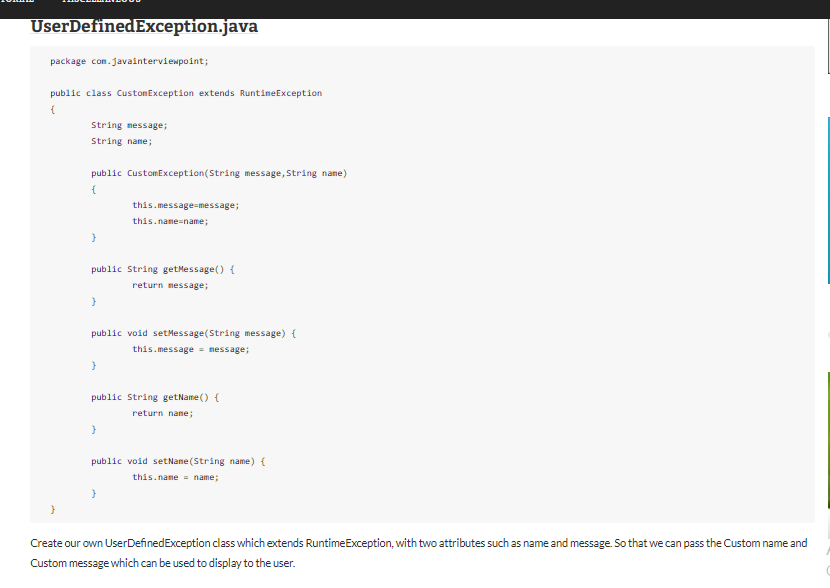 UserDefinedException.java
package com.javainterviewpoint;
public class CustomException extends RuntimeException
{
String message;
String name;
public CustomException(String message,String name)
{
this.message=message;
this.name=name;
}
public String getMessage() {
return message;
}
public void setMessage(String message) {
this.message = message;
}
public String getName() {
return name;
}
public void setName(String name) {
this.name = name;
}
}
Create our own UserDefinedException class which extends RuntimeException, with two attributes such as name and message. So that we can pass the Custom name and
Custom message which can be used to display to the user.